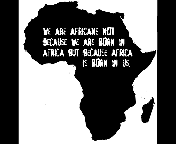 WE ARE AFRICANS NOT
BECAUSE WE ARE BORN IN
AFRICA BUT BECAUSE AFRICA
IS BORN IN US.